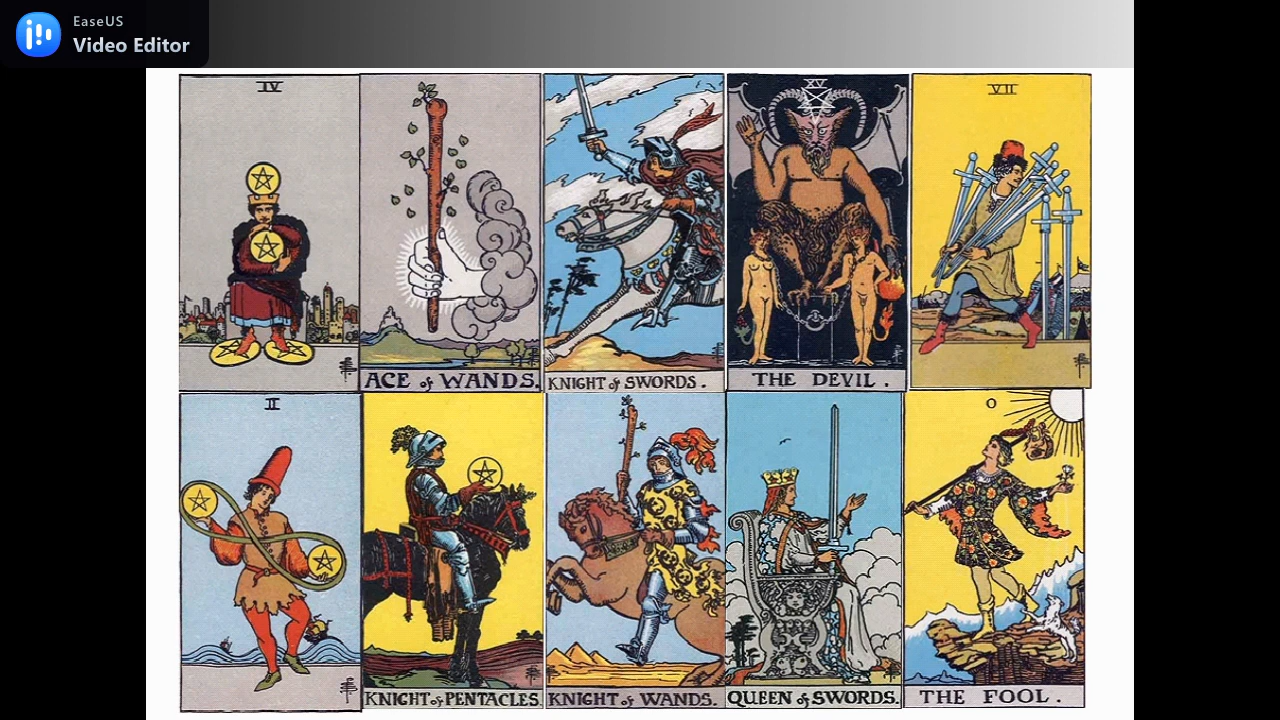 EaseUS
Video Editor
IV
XV
VII
ACE of WANDS.
KNIGHT of SWORDS.
THE DEVIL.
II
0
KNIGHT of PENTACLES.
KNIGHT of WANDS.
QUEEN of SWORDS.
THE FOOL.